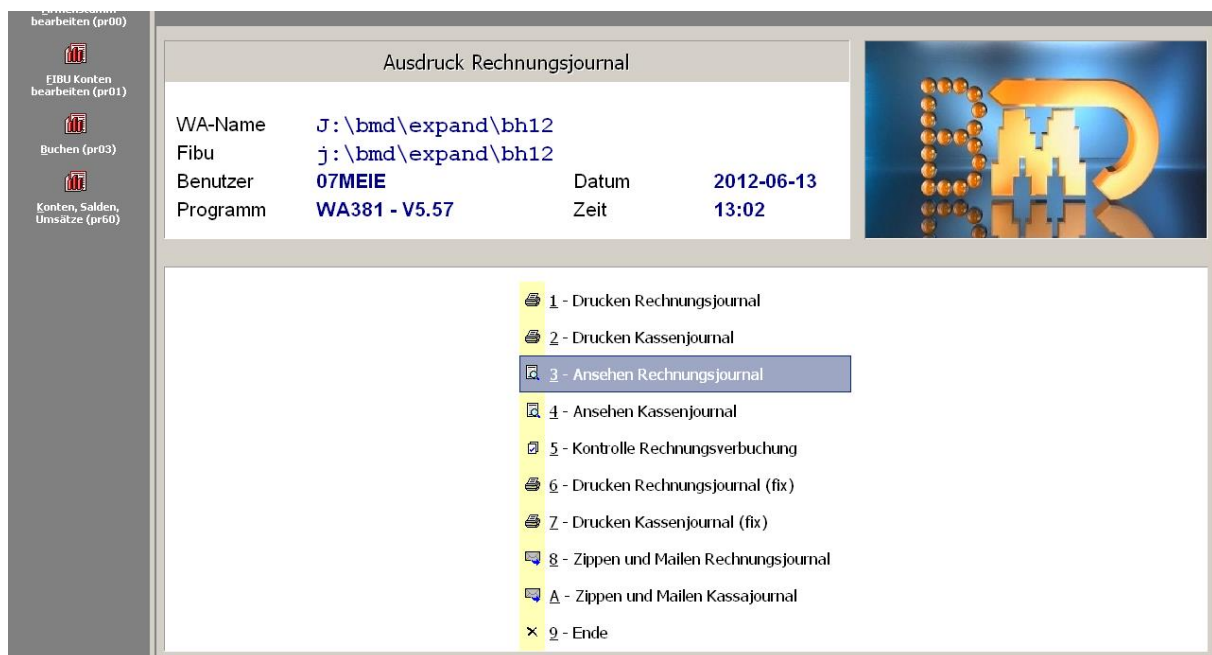 bearbeiten (pr00)
FIBU Konten
bearbeiten (pr01)
Buchen (pr03)
Konten, Salden,
Umsätze (pr60)
Ausdruck Rechnungsjournal
WA-Name J:\bmd\expand\bh12
Fibu j:\bmd\expand\bh12
Benutzer 07MEIE Datum 2012-06-13
Programm WA381 - V5.57 Zeit 13:02
BMD
1 - Drucken Rechnungsjournal
2 - Drucken Kassenjournal
3 - Ansehen Rechnungsjournal
4 - Ansehen Kassenjournal
5 - Kontrolle Rechnungsverbuchung
6 - Drucken Rechnungsjournal (fix)
7 - Drucken Kassenjournal (fix)
8 - Zippen und Mailen Rechnungsjournal
A - Zippen und Mailen Kassajournal
9 - Ende